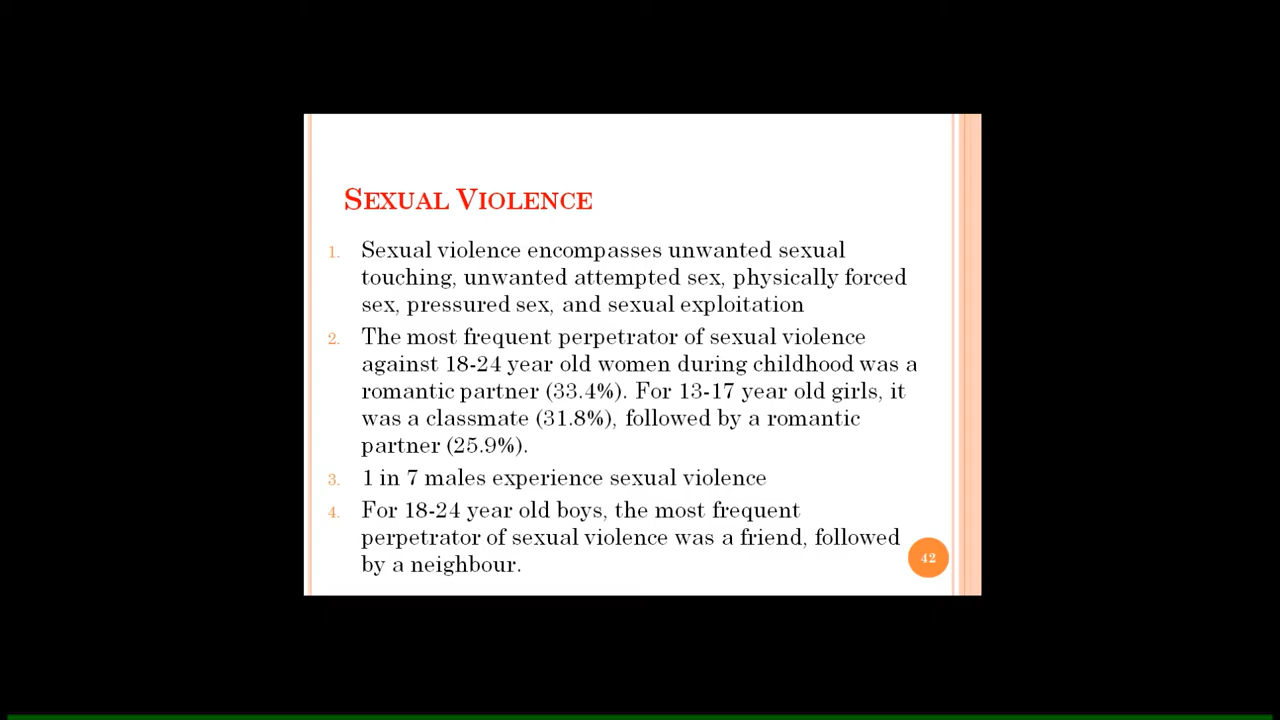 SEXUAL VIOLENCE
1. Sexual violence encompasses unwanted sexual
touching, unwanted attempted sex, physically forced
sex, pressured sex, and sexual exploitation
2. The most frequent perpetrator of sexual violence
against 18-24 year old women during childhood was a
romantic partner (33.4%). For 13-17 year old girls, it
was a classmate (31.8%), followed by a romantic
partner (25.9%).
3. 1 in 7 males experience sexual violence
4. For 18-24 year old boys, the most frequent
perpetrator of sexual violence was a friend, followed
by a neighbour.
42